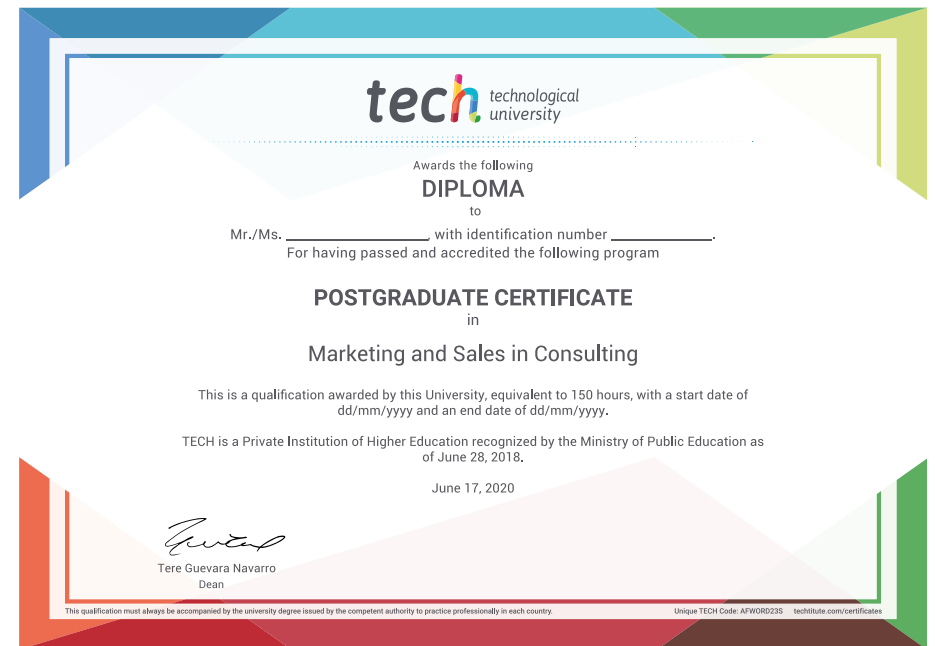 tech technological
university
Awards the following
DIPLOMA
to
Mr./Ms. ____________________, with identification number ______________.
For having passed and accredited the following program
POSTGRADUATE CERTIFICATE
in
Marketing and Sales in Consulting
This is a qualification awarded by this University, equivalent to 150 hours, with a start date of
dd/mm/yyyy and an end date of dd/mm/yyyy.
TECH is a Private Institution of Higher Education recognized by the Ministry of Public Education as
of June 28, 2018.
June 17, 2020
Tere Guevara Navarro
Dean
This qualification must always be accompanied by the university degree issued by the competent authority to practice professionally in each country. Unique TECH Code: AFWORD23S techtitute.com/certificates